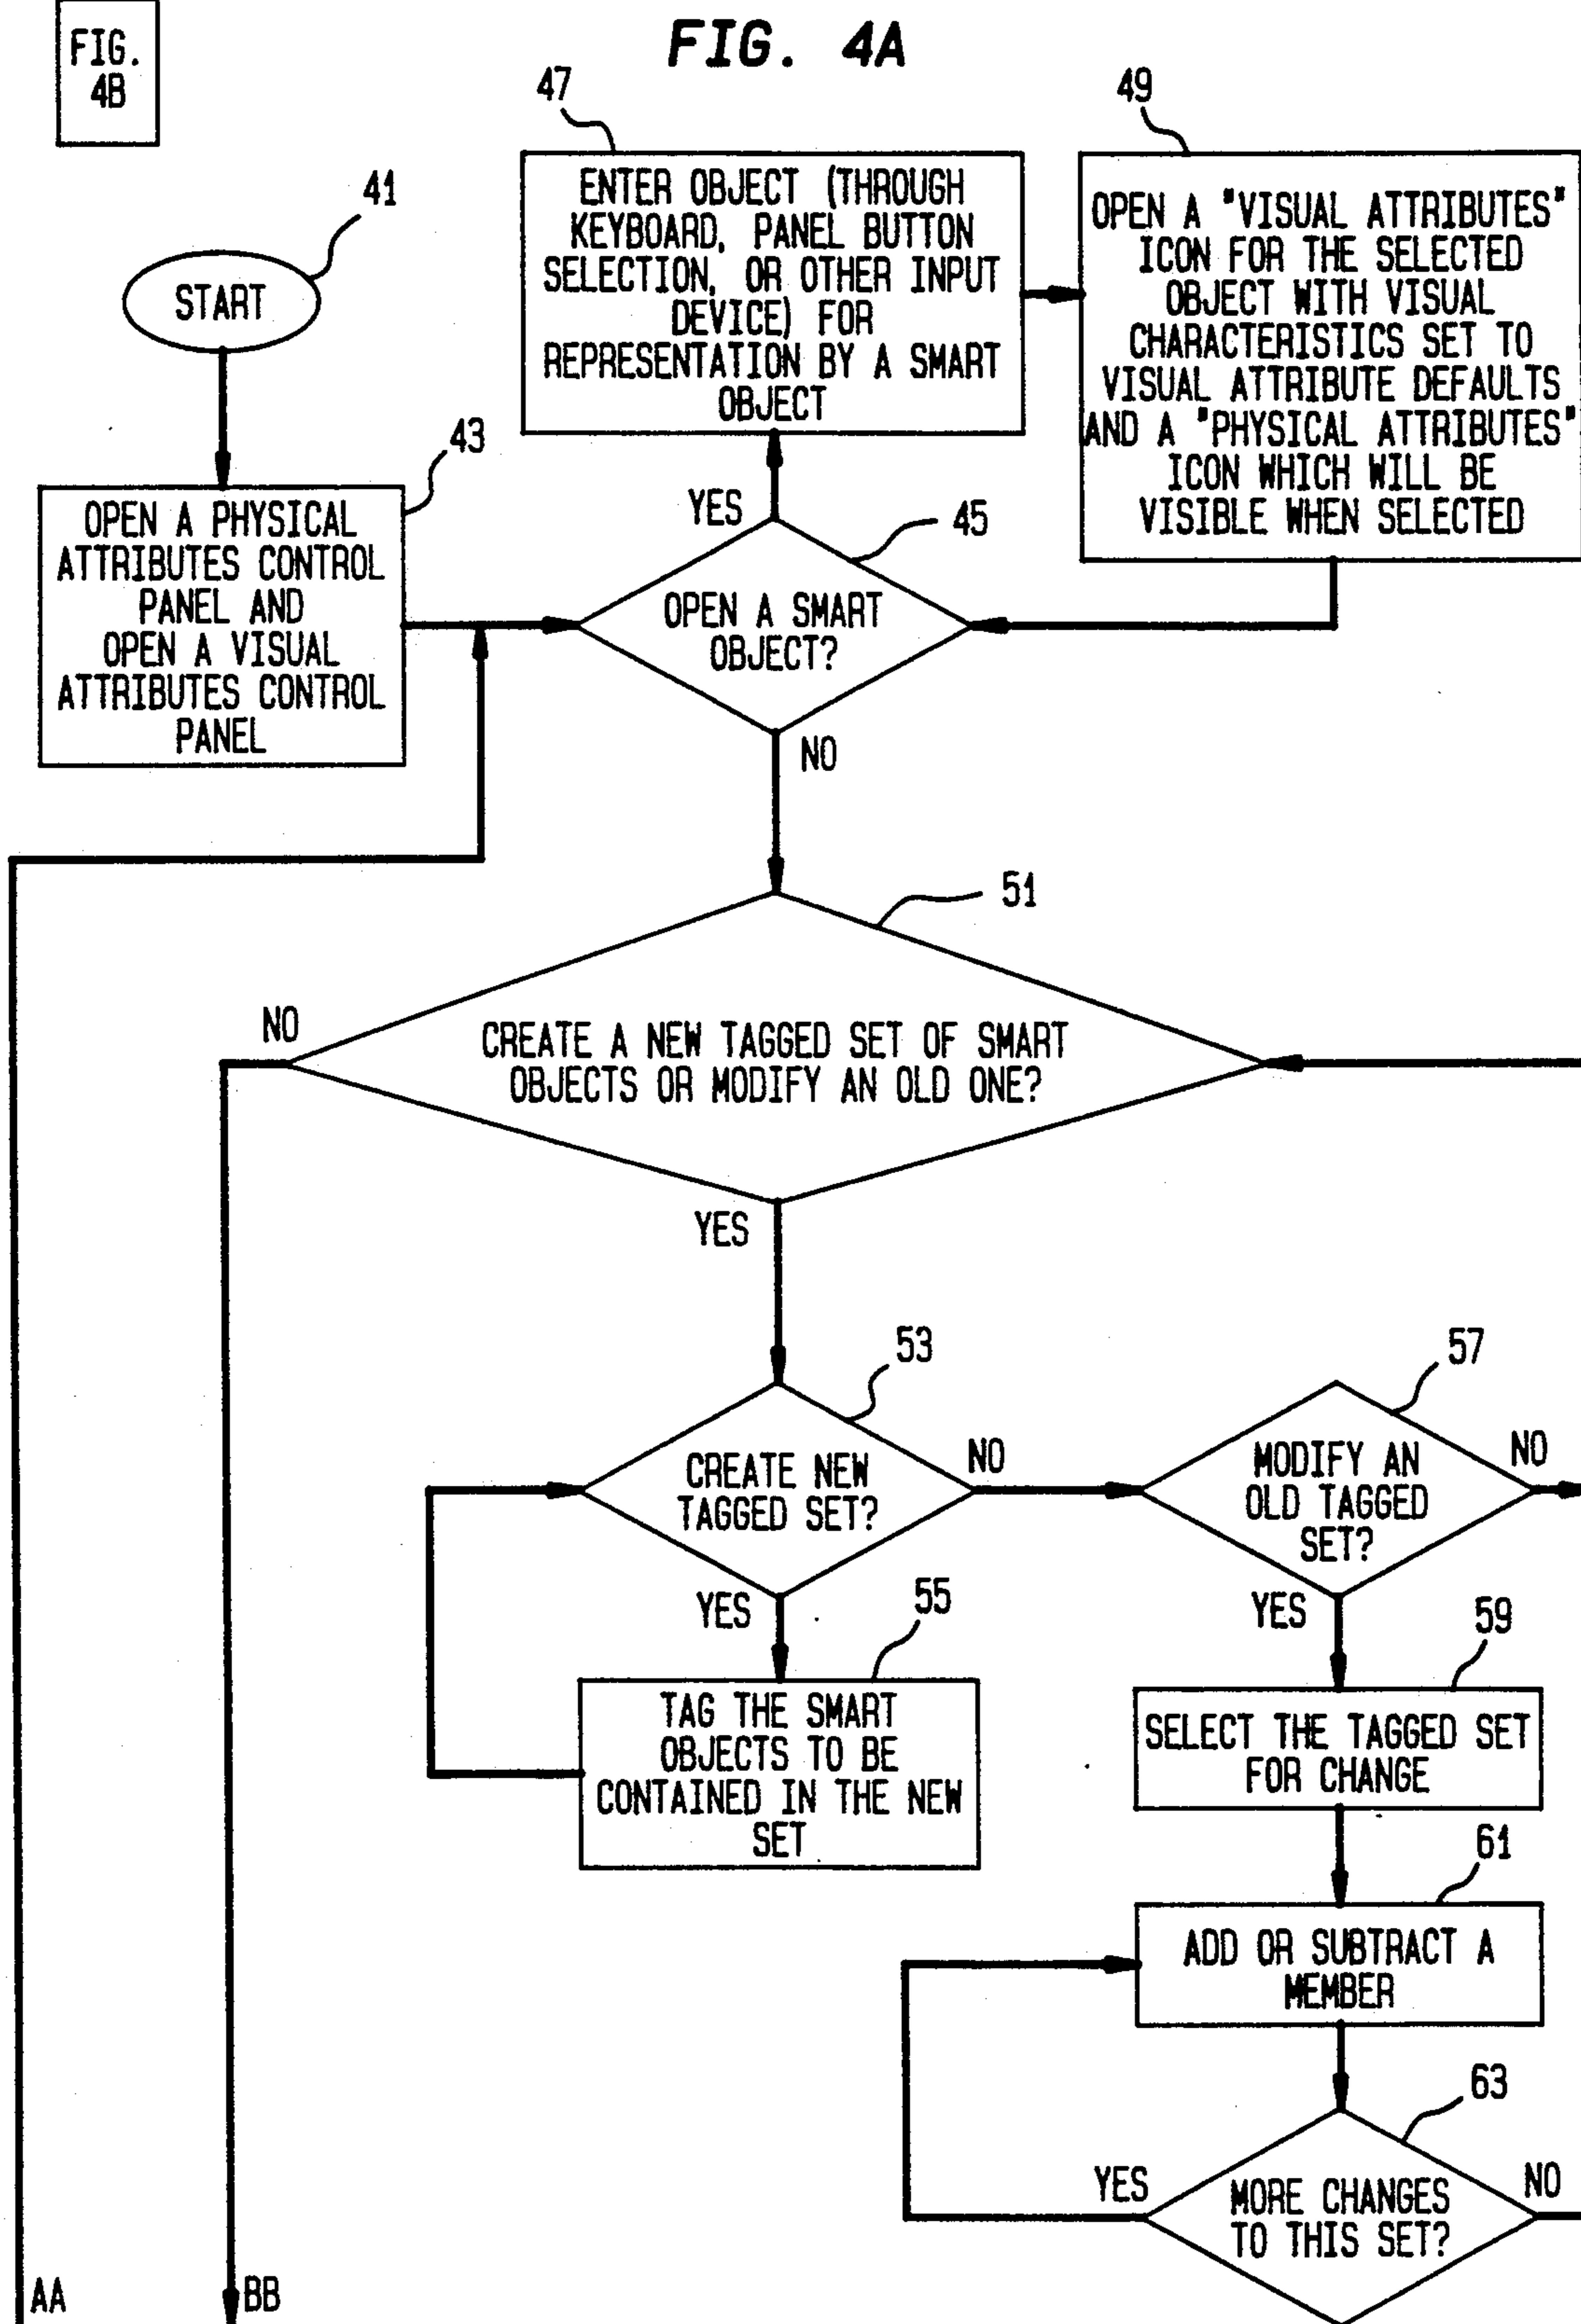 FIG.
4B
FIG. 4A
47
49
41
ENTER OBJECT (THROUGH
KEYBOARD, PANEL BUTTON
SELECTION, OR OTHER INPUT
DEVICE) FOR
REPRESENTATION BY A SMART
OBJECT
OPEN A "VISUAL ATTRIBUTES"
ICON FOR THE SELECTED
OBJECT WITH VISUAL
CHARACTERISTICS SET TO
VISUAL ATTRIBUTE DEFAULTS
AND A "PHYSICAL ATTRIBUTES"
ICON WHICH WILL BE
VISIBLE WHEN SELECTED
START
43
OPEN A PHYSICAL
ATTRIBUTES CONTROL
PANEL AND
OPEN A VISUAL
ATTRIBUTES CONTROL
PANEL
YES
45
OPEN A SMART
OBJECT?
NO
51
NO
CREATE A NEW TAGGED SET OF SMART
OBJECTS OR MODIFY AN OLD ONE?
YES
53
57
CREATE NEW
TAGGED SET?
NO
MODIFY AN
OLD TAGGED
SET?
NO
YES
55
YES
59
TAG THE SMART
OBJECTS TO BE
CONTAINED IN THE NEW
SET
SELECT THE TAGGED SET
FOR CHANGE
61
ADD OR SUBTRACT A
MEMBER
63
YES
MORE CHANGES
TO THIS SET?
NO
AA
BB